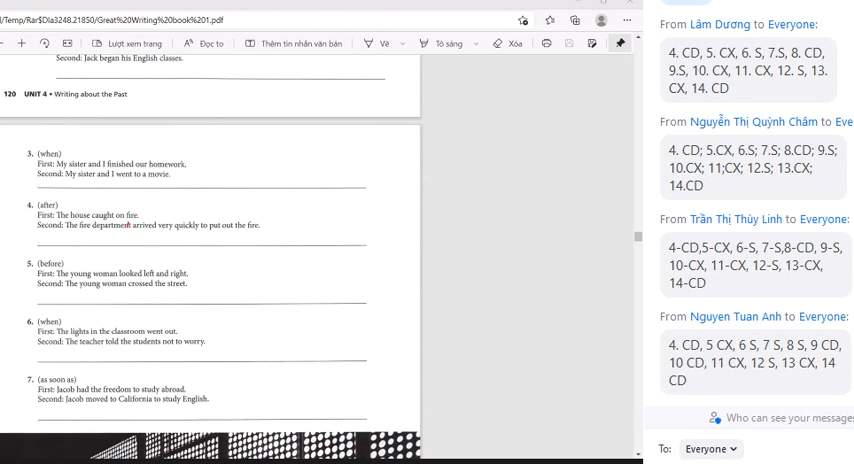 l/Temp/Rar$DIa3248.21850/Great%20Writing%20book%201.pdf
Lượt xem trang
Đọc to
Thêm tin nhắn văn bản
Vẽ
Tô sáng
Xóa
Second: Jack began his English classes.
120 UNIT 4 • Writing about the Past
3. (when)
First: My sister and I finished our homework.
Second: My sister and I went to a movie.
4. (after)
First: The house caught on fire.
Second: The fire department arrived very quickly to put out the fire.
5. (before)
First: The young woman looked left and right.
Second: The young woman crossed the street.
6. (when)
First: The lights in the classroom went out.
Second: The teacher told the students not to worry.
7. (as soon as)
First: Jacob had the freedom to study abroad.
Second: Jacob moved to California to study English.
From Lâm Dương to Everyone:
4. CD, 5. CX, 6. S, 7.S, 8. CD,
9.S, 10. CX, 11. CX, 12. S, 13.
CX, 14. CD
From Nguyễn Thị Quỳnh Châm to Eve
4. CD; 5.CX, 6.S; 7.S; 8.CD; 9.S;
10.CX; 11;CX; 12.S; 13.CX;
14.CD
From Trần Thị Thùy Linh to Everyone:
4-CD,5-CX, 6-S, 7-S,8-CD, 9-S,
10-CX, 11-CX, 12-S, 13-CX,
14-CD
From Nguyen Tuan Anh to Everyone:
4. CD, 5 CX, 6 S, 7 S, 8 S, 9 CD,
10 CD, 11 CX, 12 S, 13 CX, 14
CD
Who can see your messages
To: Everyone